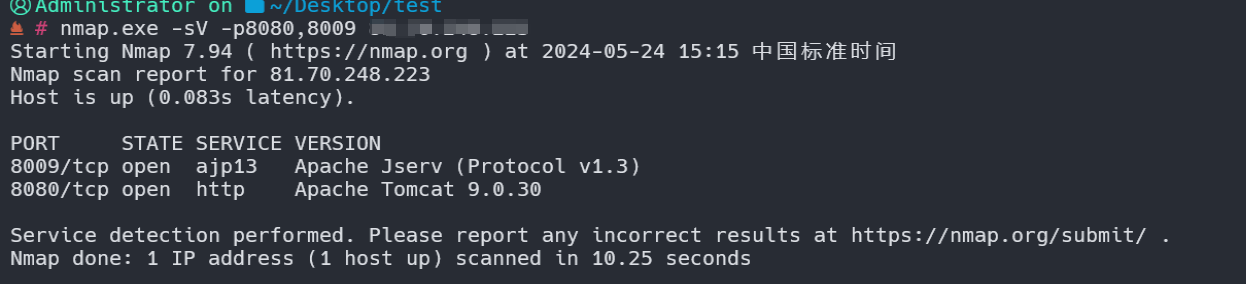 Administrator on ~/Desktop/test
# nmap.exe -sV -p8080,8009
Starting Nmap 7.94 ( https://nmap.org ) at 2024-05-24 15:15 中国标准时间
Nmap scan report for 81.70.248.223
Host is up (0.083s latency).
PORT     STATE SERVICE VERSION
8009/tcp open  ajp13   Apache Jserv (Protocol v1.3)
8080/tcp open  http    Apache Tomcat 9.0.30
Service detection performed. Please report any incorrect results at https://nmap.org/submit/ .
Nmap done: 1 IP address (1 host up) scanned in 10.25 seconds